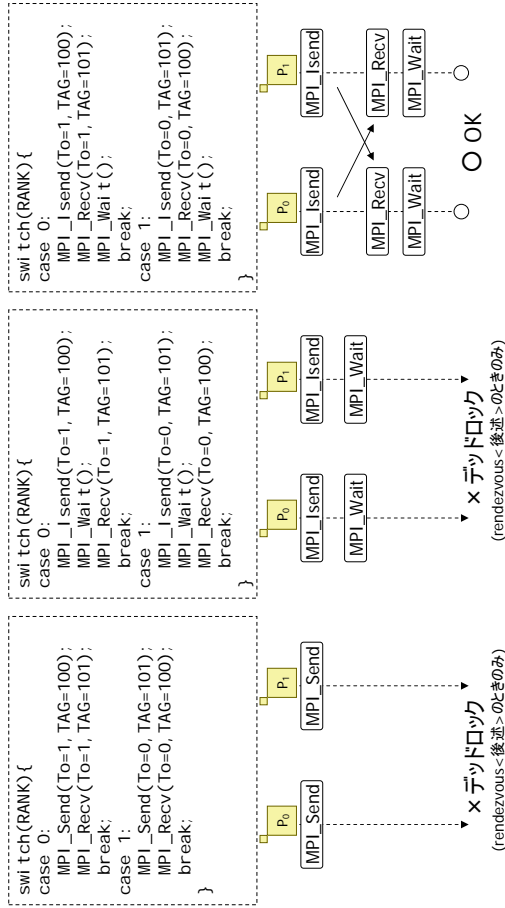 switch(RANK){
case 0:
MPI_Send(To=1,TAG=100);
MPI_Recv(To=1,TAG=101);
break;
case 1:
MPI_Send(To=0,TAG=101);
MPI_Recv(To=0,TAG=100);
break;
}
P0
P1
MPI_Send
MPI_Send
×デッドロック
(rendezvous<後述>のときのみ)
switch(RANK){
case 0:
MPI_Isend(To=1,TAG=100);
MPI_Wait();
MPI_Recv(To=1,TAG=101);
break;
case 1:
MPI_Isend(To=0,TAG=101);
MPI_Wait();
MPI_Recv(To=0,TAG=100);
break;
}
P0
P1
MPI_Isend
MPI_Isend
MPI_Wait
MPI_Wait
×デッドロック
(rendezvous<後述>のときのみ)
switch(RANK){
case 0:
MPI_Isend(To=1,TAG=100);
MPI_Recv(To=1,TAG=101);
MPI_Wait();
break;
case 1:
MPI_Isend(To=0,TAG=101);
MPI_Recv(To=0,TAG=100);
MPI_Wait();
break;
}
P0
P1
MPI_Isend
MPI_Isend
MPI_Recv
MPI_Recv
MPI_Wait
MPI_Wait
○ OK